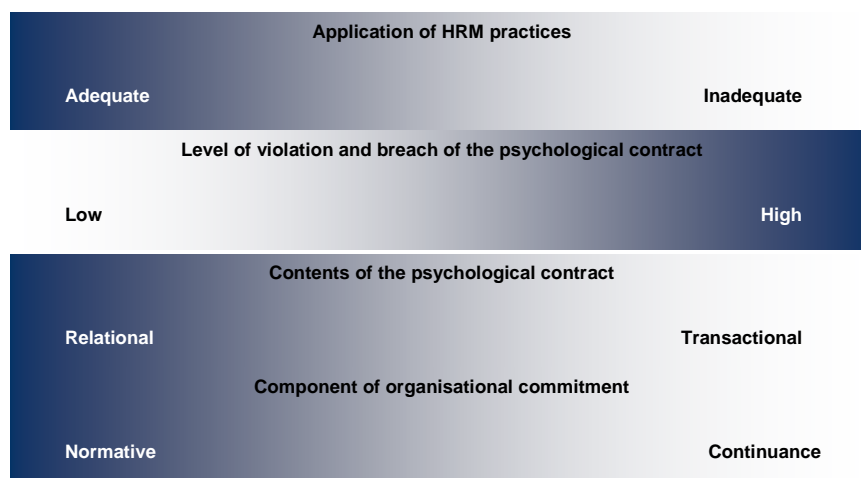 Application of HRM practices
Adequate Inadequate
Level of violation and breach of the psychological contract
Low High
Contents of the psychological contract
Relational Transactional
Component of organisational commitment
Normative Continuance